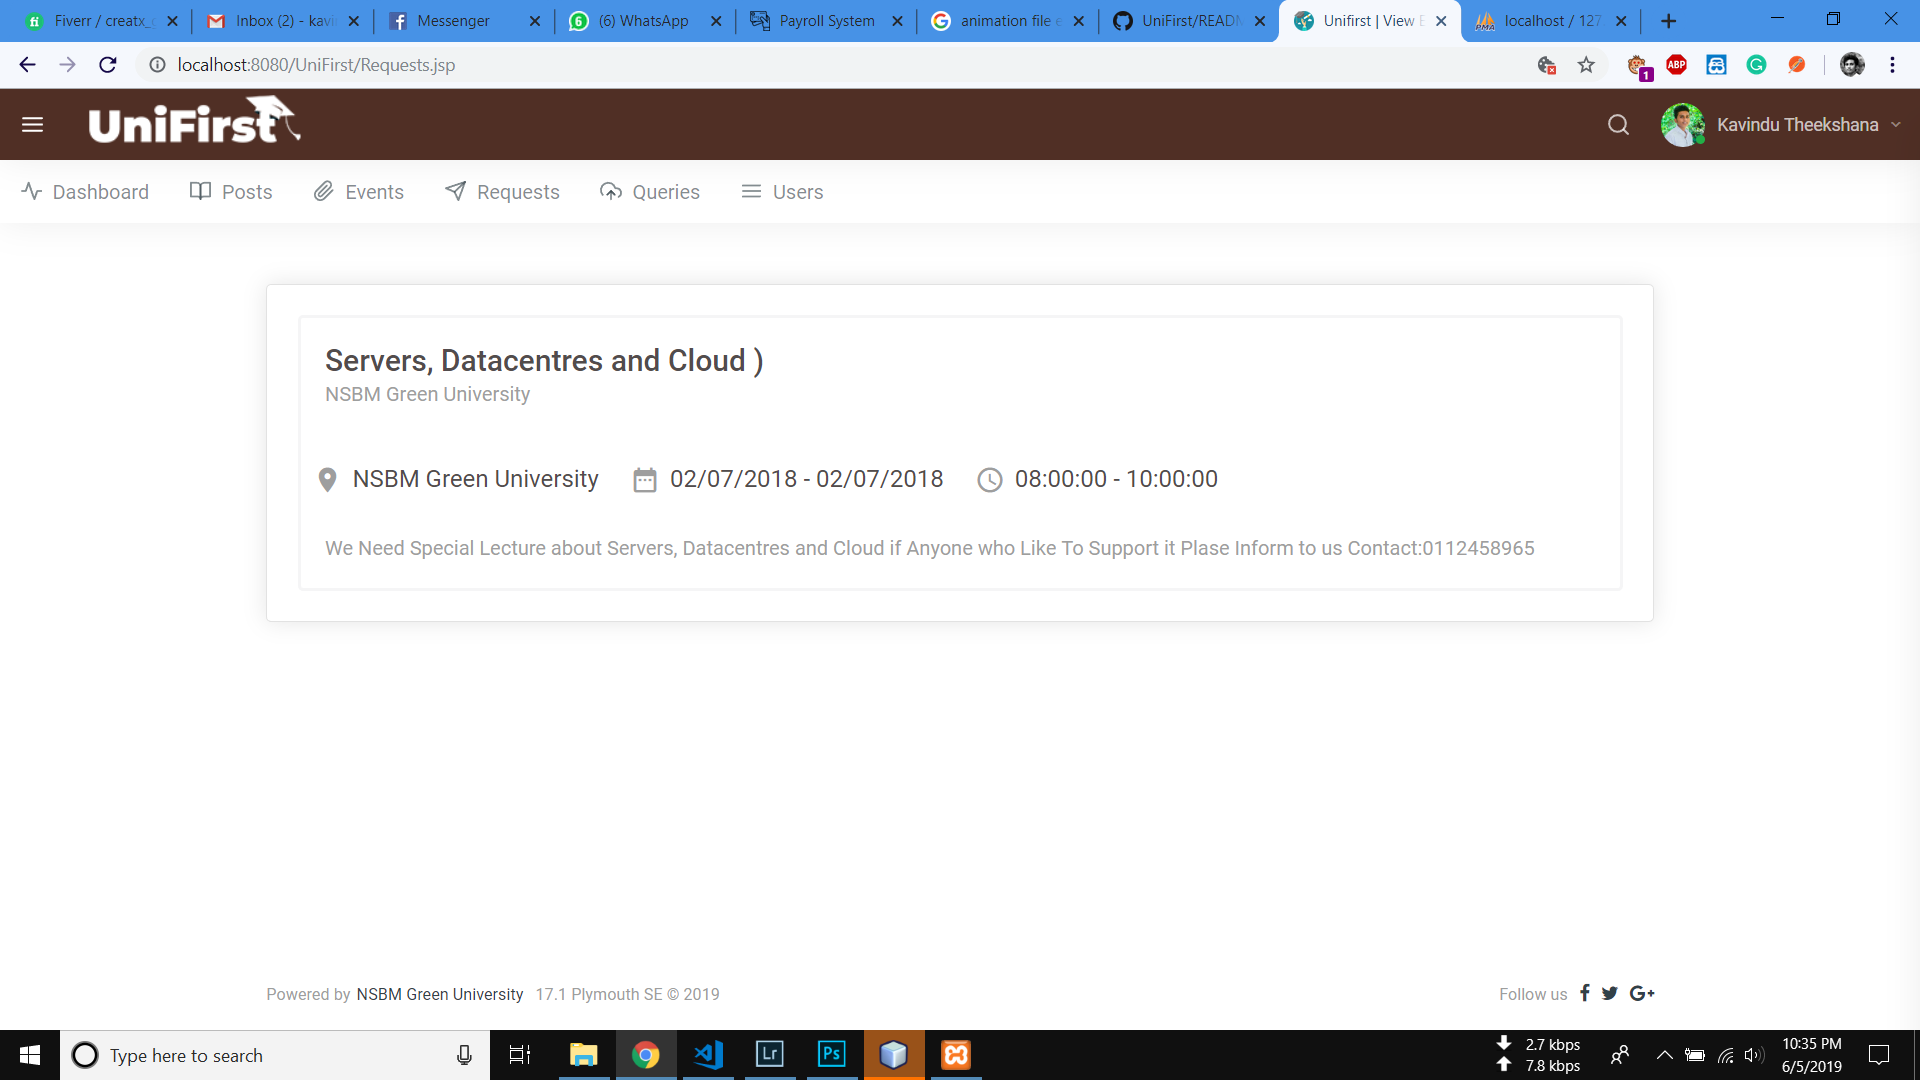 Fiverr / creatx_
Inbox (2) - kavi
Messenger
(6) WhatsApp
Payroll System
animation file e
UniFirst/READ
Unifirst | View E
localhost / 127
localhost:8080/UniFirst/Requests.jsp
ABP
1
UniFirst
Kavindu Theekshana
Dashboard
Posts
Events
Requests
Queries
Users
Servers, Datacentres and Cloud )
NSBM Green University
NSBM Green University
02/07/2018 - 02/07/2018
08:00:00 - 10:00:00
We Need Special Lecture about Servers, Datacentres and Cloud if Anyone who Like To Support it Plase Inform to us Contact:0112458965
Powered by NSBM Green University 17.1 Plymouth SE © 2019
Follow us
G+
Type here to search
Lr
Ps
2.7 kbps
7.8 kbps
10:35 PM
6/5/2019